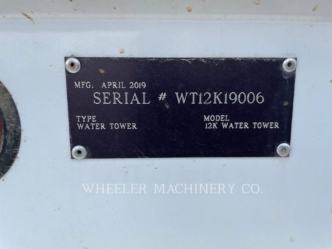 MFG. APRIL 2019
SERIAL # WT12K19006
TYPE
WATER TOWER
MODEL
12K WATER TOWER
WHEELER MACHINERY CO.